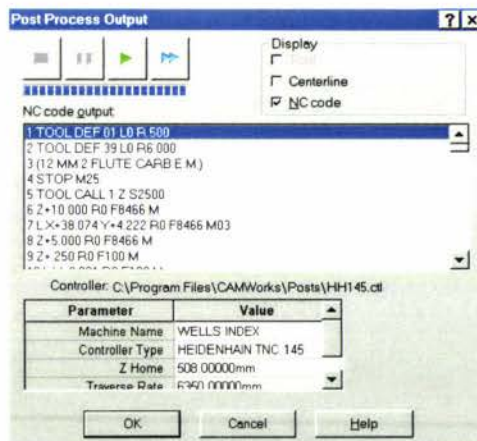 Post Process Output
Display
Centerline
NC code
NC code output
1 TOOL DEF 01 L0 R.500
2 TOOL DEF 39 L0 R6.000
3 (12 MM 2 FLUTE CARB E M.)
4 STOP M25
5 TOOL CALL 1 Z S2500
6 Z+10.000 R0 F8466 M
7 L X+38.074 Y+4.222 R0 F8466 M03
8 Z+5.000 R0 F8466 M
9 Z+.250 R0 F100 M
Controller: C:\Program Files\CAMWorks\Posts\HH145.ctl
Parameter Value
Machine Name WELLS INDEX
Controller Type HEIDENHAIN TNC 145
Z Home 508.00000mm
Traverse Rate 6350.00000mm
OK Cancel Help